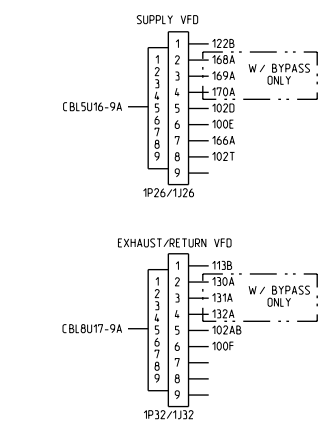 SUPPLY VFD
1 122B
1 2 168A
2 3 169A W/ BYPASS
3 4 170A ONLY
CBL5U16-9A 4 5 102D
5 6 100E
6 7 166A
7 8 102T
8 9
9
1P26/1J26
EXHAUST/RETURN VFD
1 113B
1 2 130A
2 3 131A W/ BYPASS
3 4 132A ONLY
CBL8U17-9A 4 5 102AB
5 6 100F
6 7
7 8
8 9
9
1P32/1J32